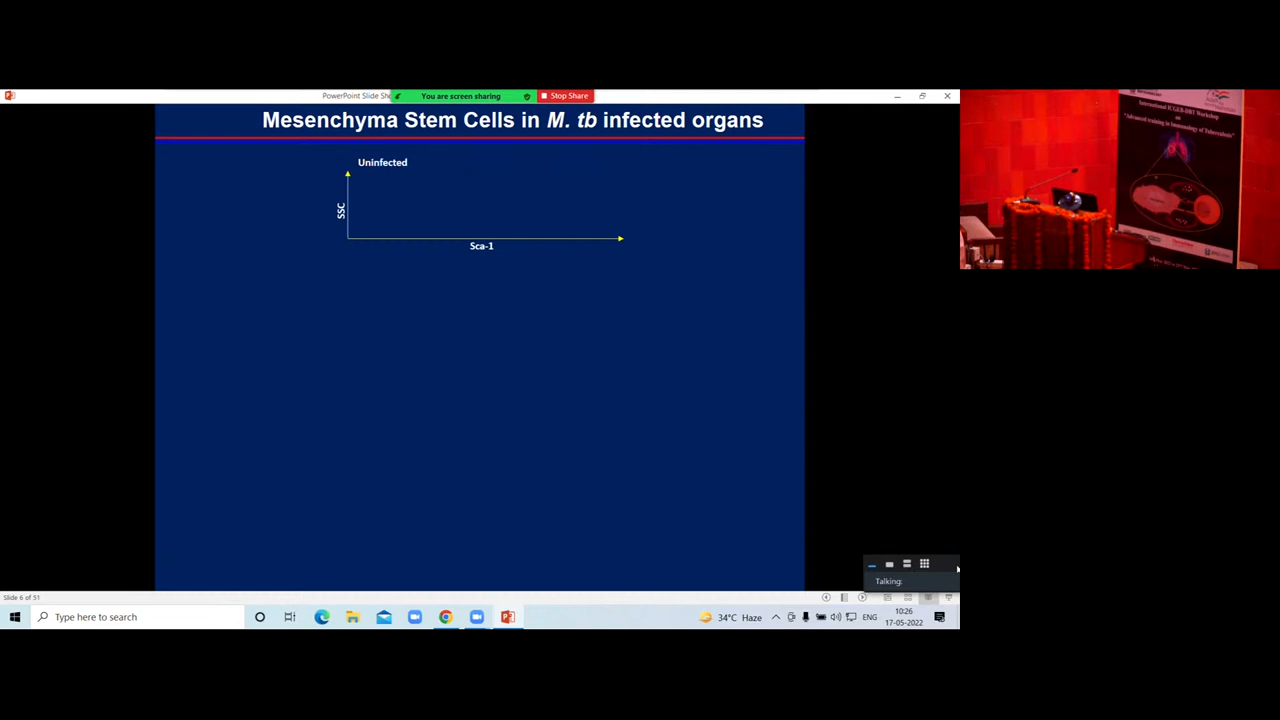 PowerPoint Slide Sh
You are screen sharing
Stop Share
Mesenchyma Stem Cells in M. tb infected organs
Uninfected
SSC
Sca-1
International ICGEB-DBT Workshop
on
"Advanced training in Immunology of Tuberculosis"
Talking:
Slide 6 of 51
Type here to search
34°C Haze
ENG
10:26
17-05-2022